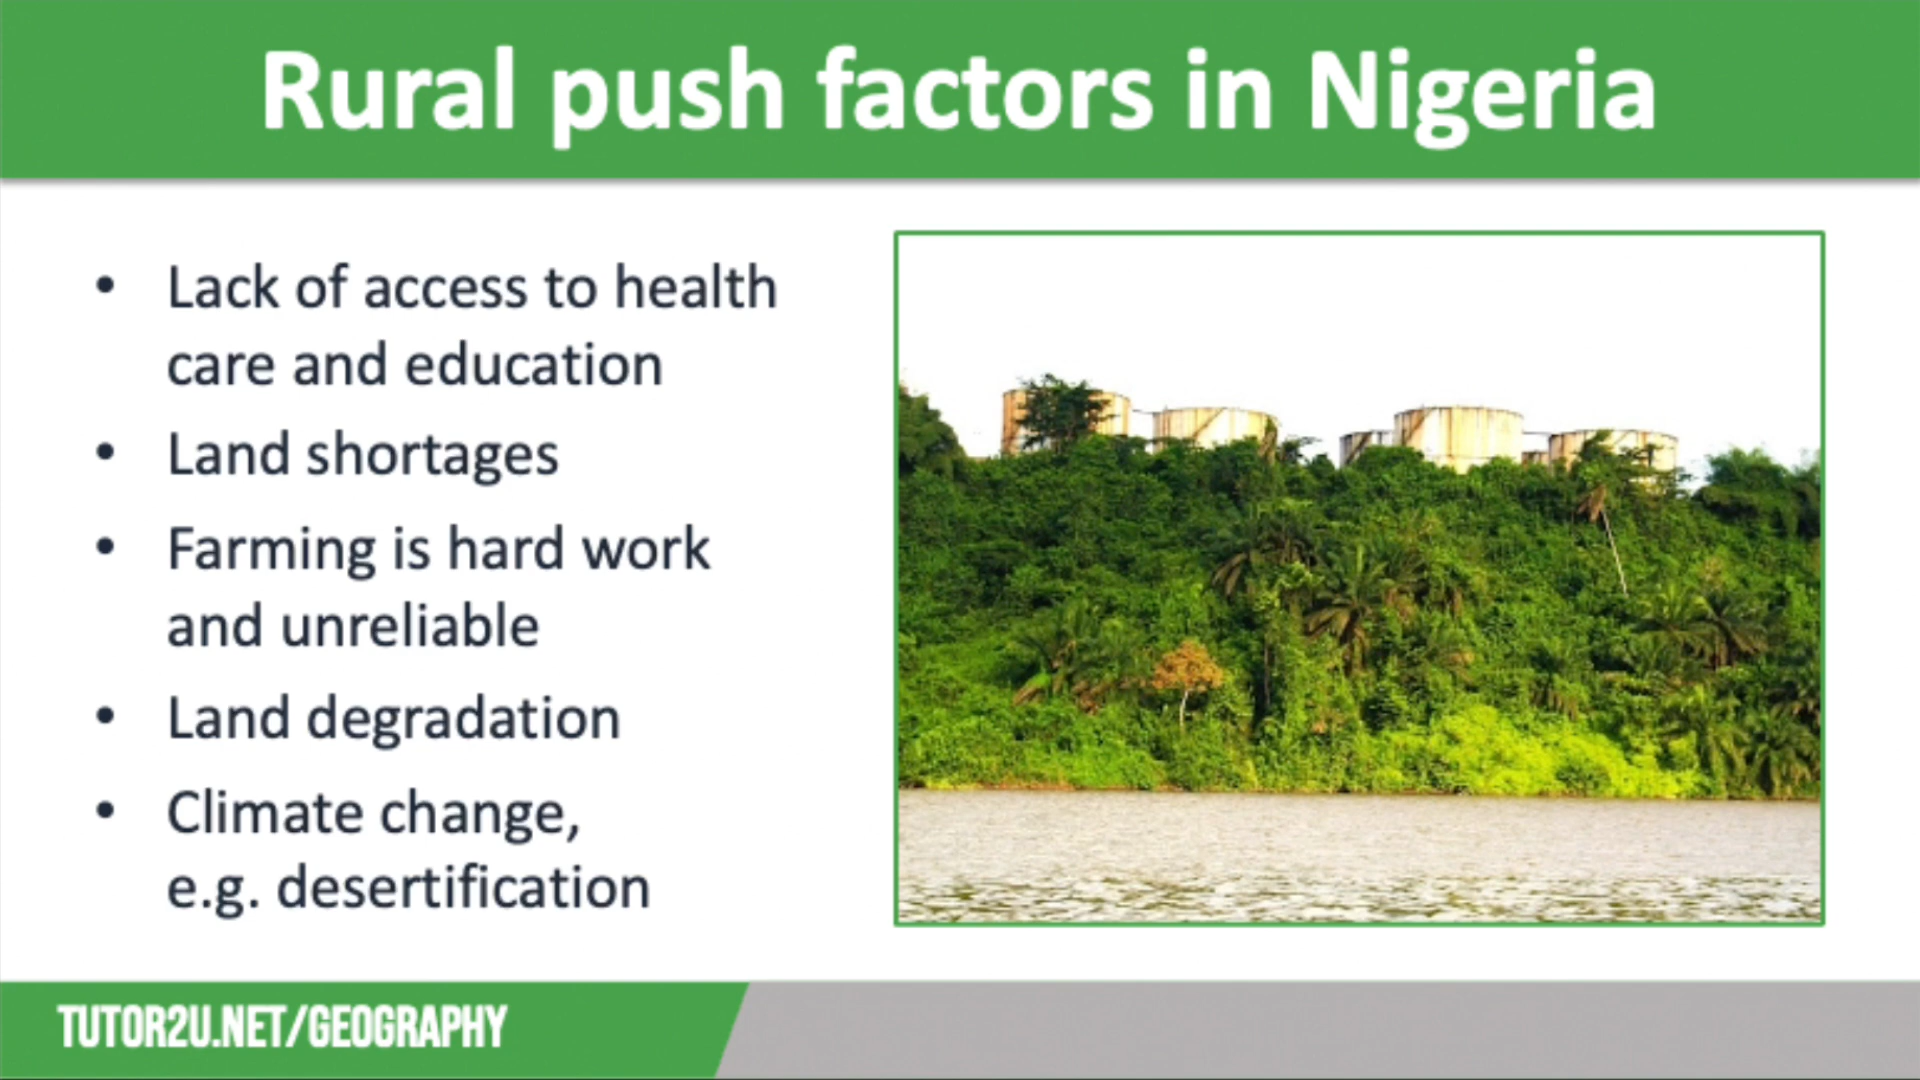 Rural push factors in Nigeria
• Lack of access to health
care and education
• Land shortages
• Farming is hard work
and unreliable
• Land degradation
• Climate change,
e.g. desertification
TUTOR2U.NET/GEOGRAPHY